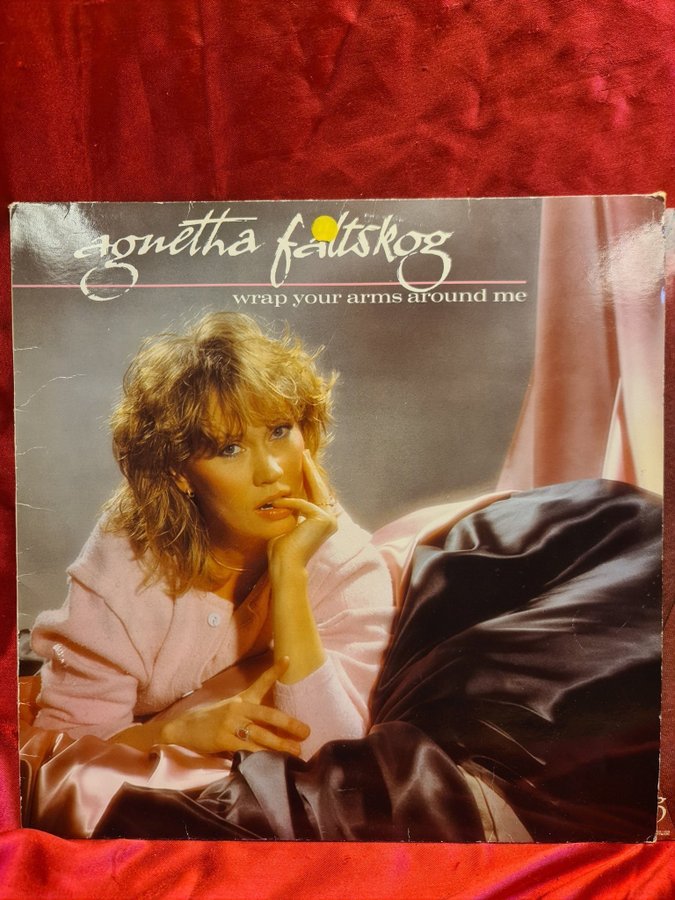 agnetha fältskog
wrap your arms around me